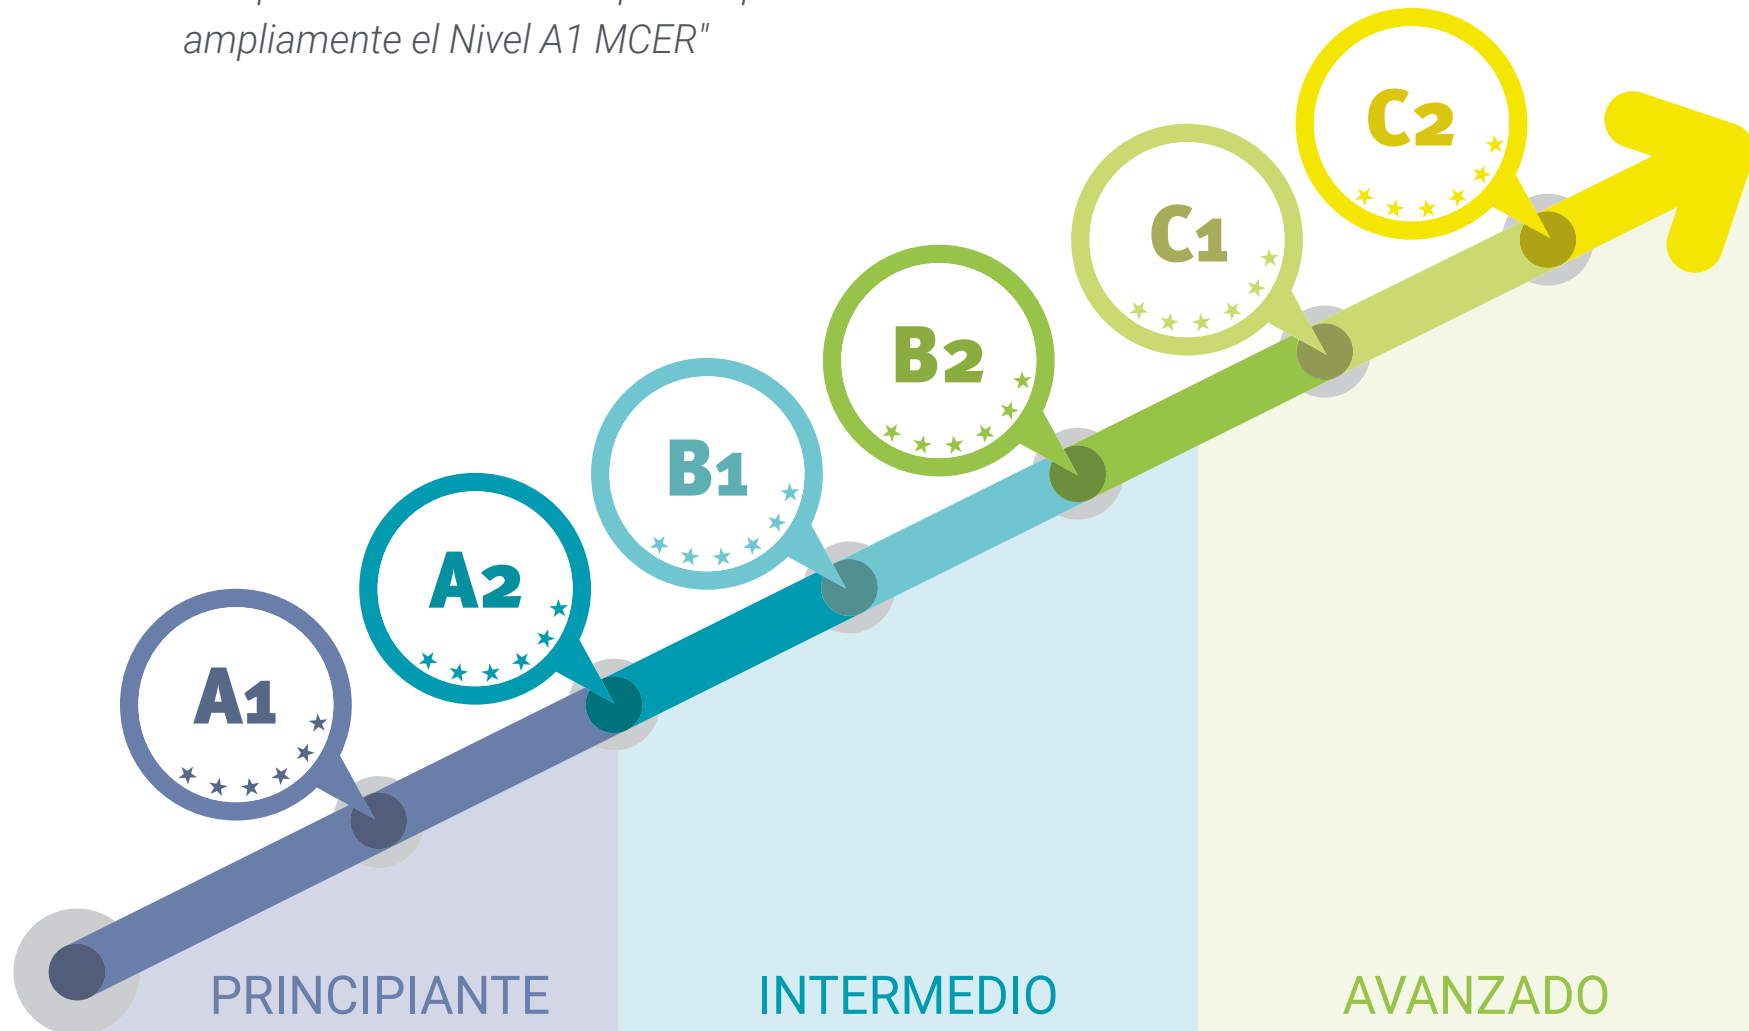 ampliamente el Nivel A1 MCER"
C2
C1
B2
B1
A2
A1
PRINCIPIANTE INTERMEDIO AVANZADO